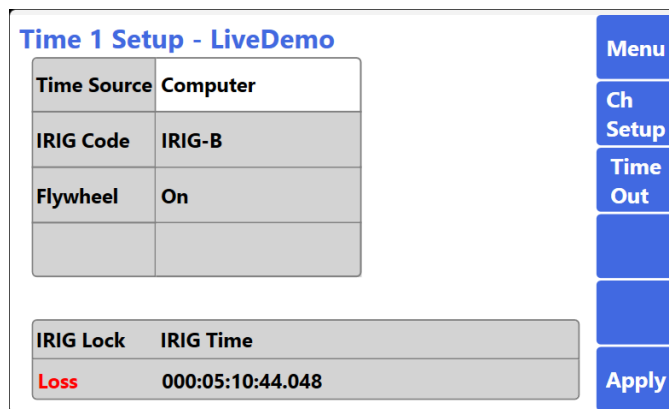 Time 1 Setup - LiveDemo
Time Source Computer
IRIG Code IRIG-B
Flywheel On
IRIG Lock IRIG Time
Loss 000:05:10:44.048
Menu
Ch
Setup
Time
Out
Apply